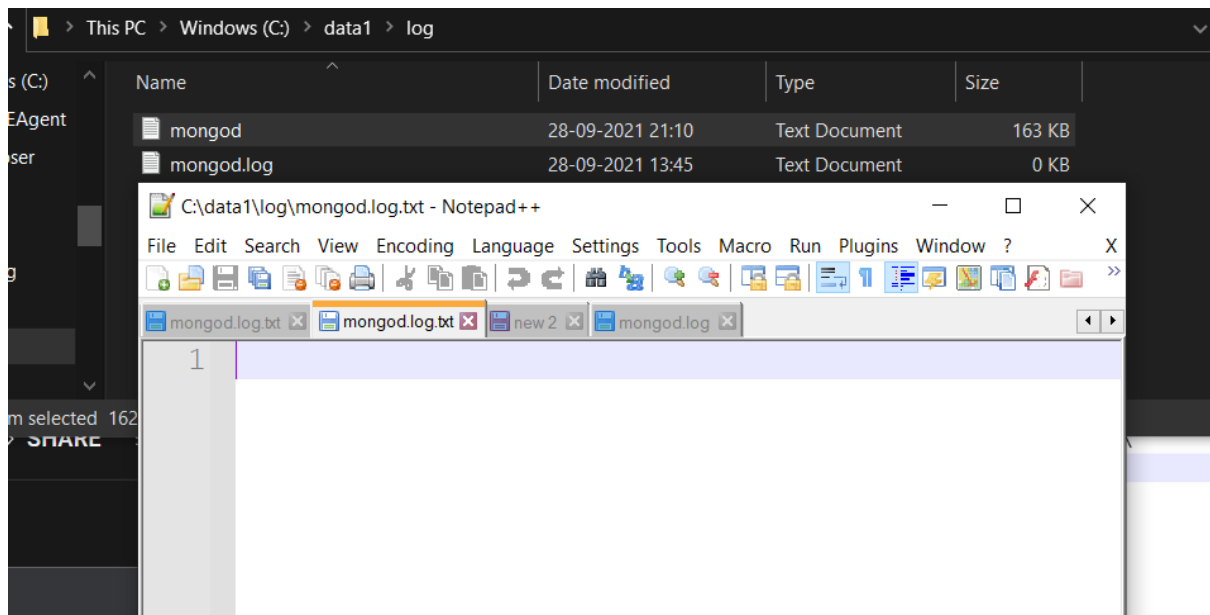 This PC > Windows (C:) > data1 > log
s (C:)
Name Date modified Type Size
EAgent
mongod 28-09-2021 21:10 Text Document 163 KB
ser
mongod.log 28-09-2021 13:45 Text Document 0 KB
C:\data1\log\mongod.log.txt - Notepad++
File Edit Search View Encoding Language Settings Tools Macro Run Plugins Window ? X
g
mongod.log.txt mongod.log.txt new 2 mongod.log
1
m selected 162
SHARE